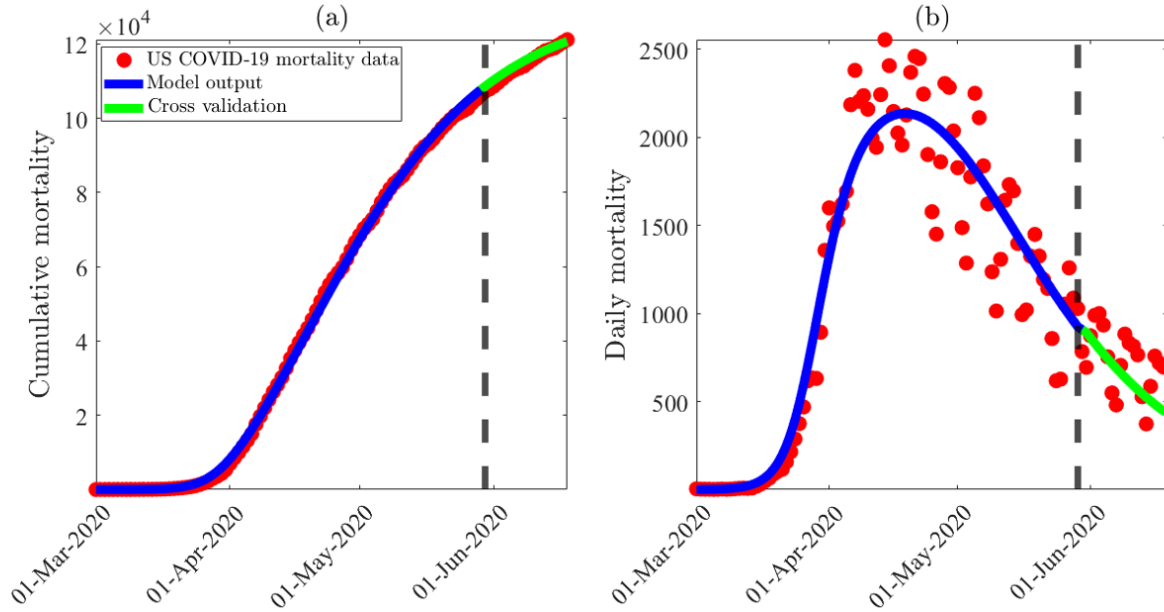 (a)
×10⁴
12
10
8
6
4
2
Cumulative mortality
US COVID-19 mortality data
Model output
Cross validation
01-Mar-2020
01-Apr-2020
01-May-2020
01-Jun-2020
(b)
2500
2000
1500
1000
500
Daily mortality
01-Mar-2020
01-Apr-2020
01-May-2020
01-Jun-2020